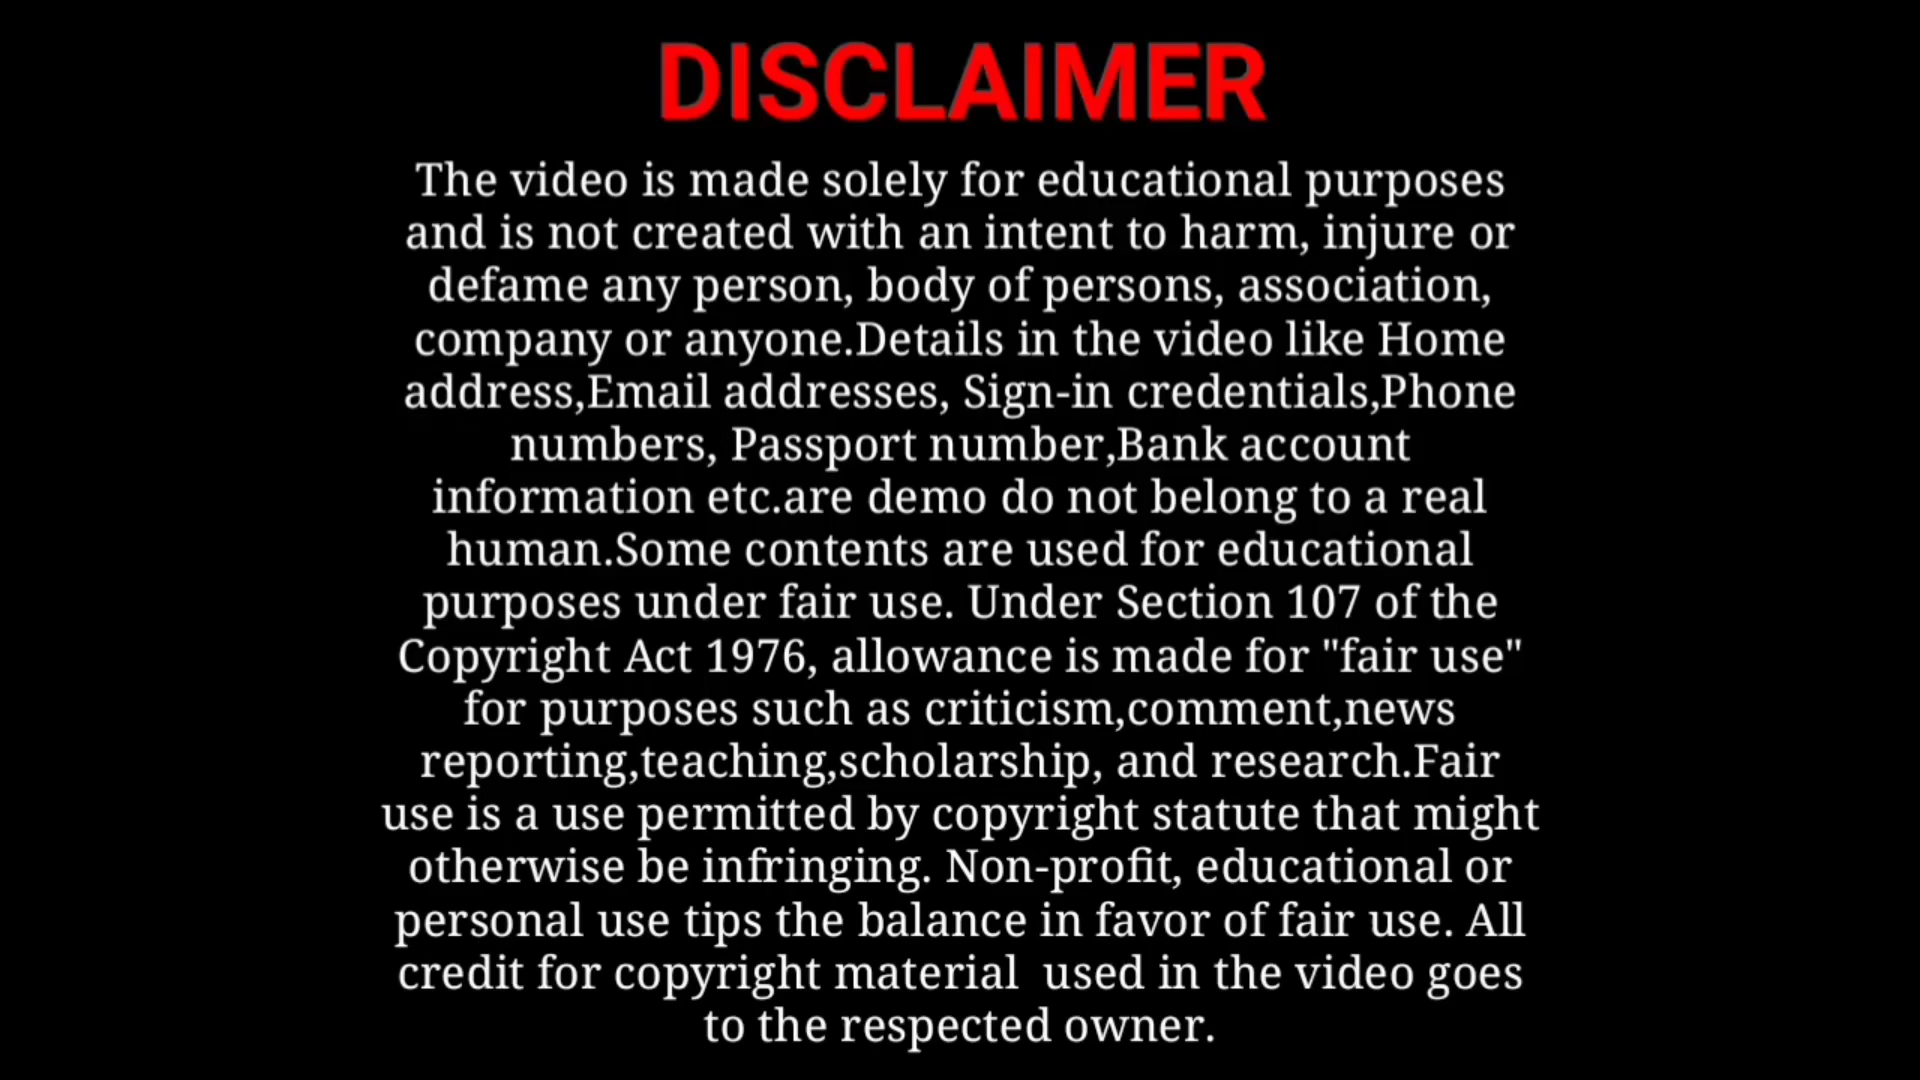 DISCLAIMER
The video is made solely for educational purposes
and is not created with an intent to harm, injure or
defame any person, body of persons, association,
company or anyone.Details in the video like Home
address,Email addresses, Sign-in credentials,Phone
numbers, Passport number,Bank account
information etc.are demo do not belong to a real
human.Some contents are used for educational
purposes under fair use. Under Section 107 of the
Copyright Act 1976, allowance is made for "fair use"
for purposes such as criticism,comment,news
reporting,teaching,scholarship, and research.Fair
use is a use permitted by copyright statute that might
otherwise be infringing. Non-profit, educational or
personal use tips the balance in favor of fair use. All
credit for copyright material  used in the video goes
to the respected owner.